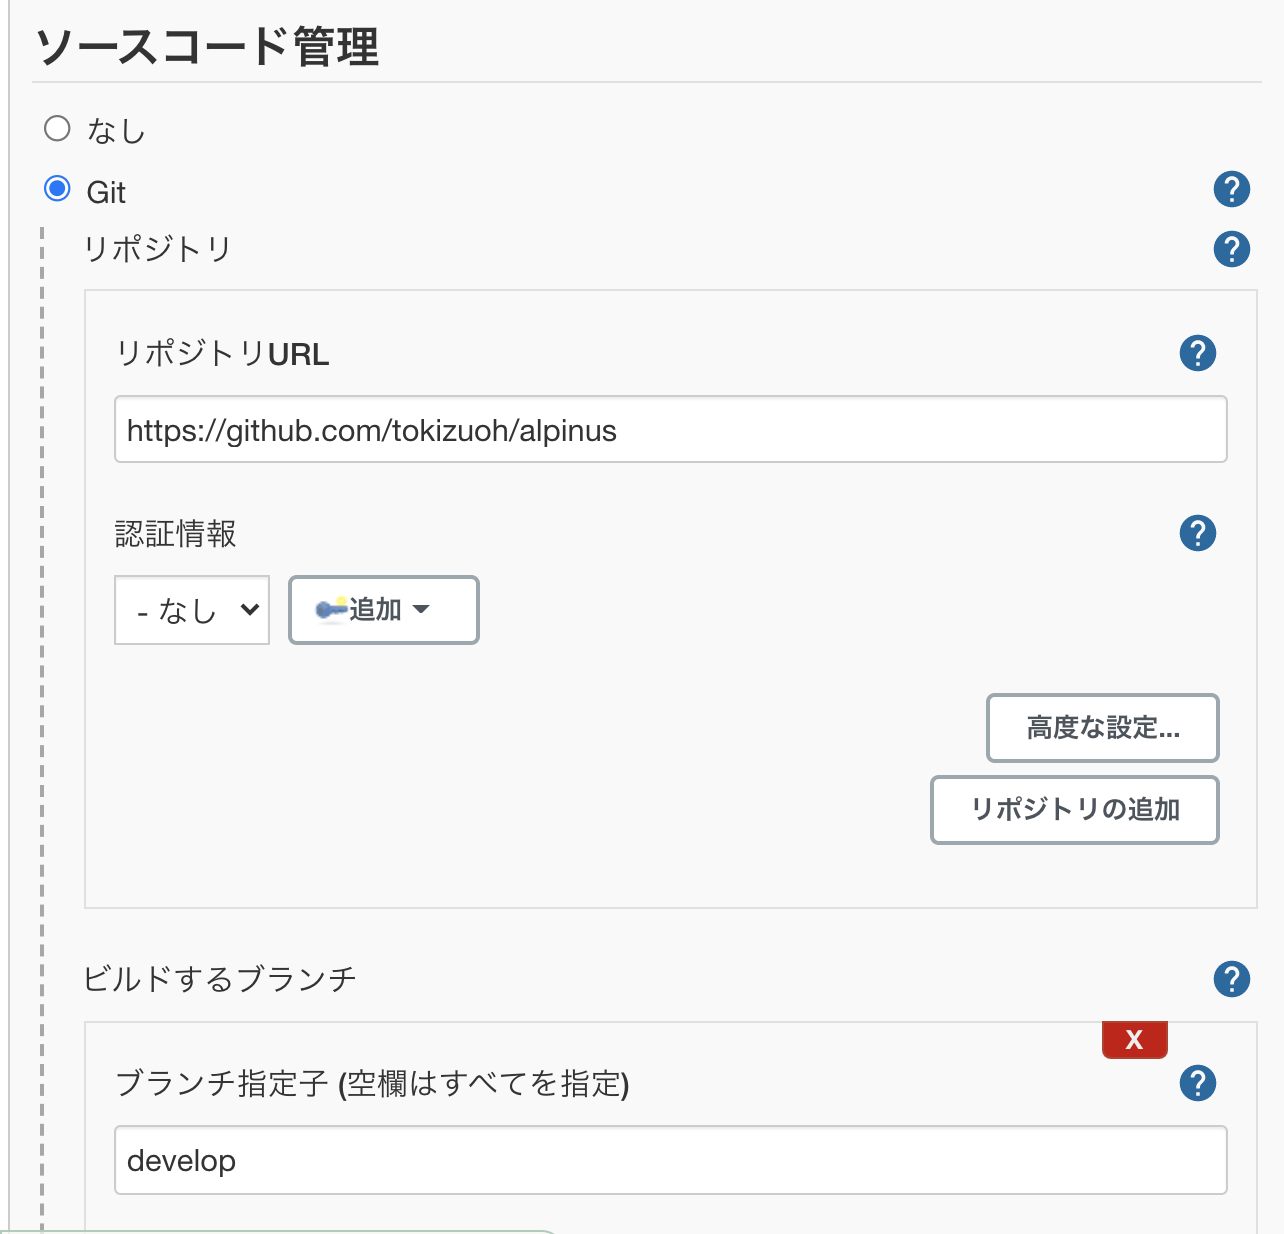 ソースコード管理
なし
Git
?
リポジトリ
?
リポジトリURL
?
https://github.com/tokizuoh/alpinus
認証情報
?
- なし
追加
高度な設定...
リポジトリの追加
ビルドするブランチ
?
X
ブランチ指定子 (空欄はすべてを指定)
?
develop